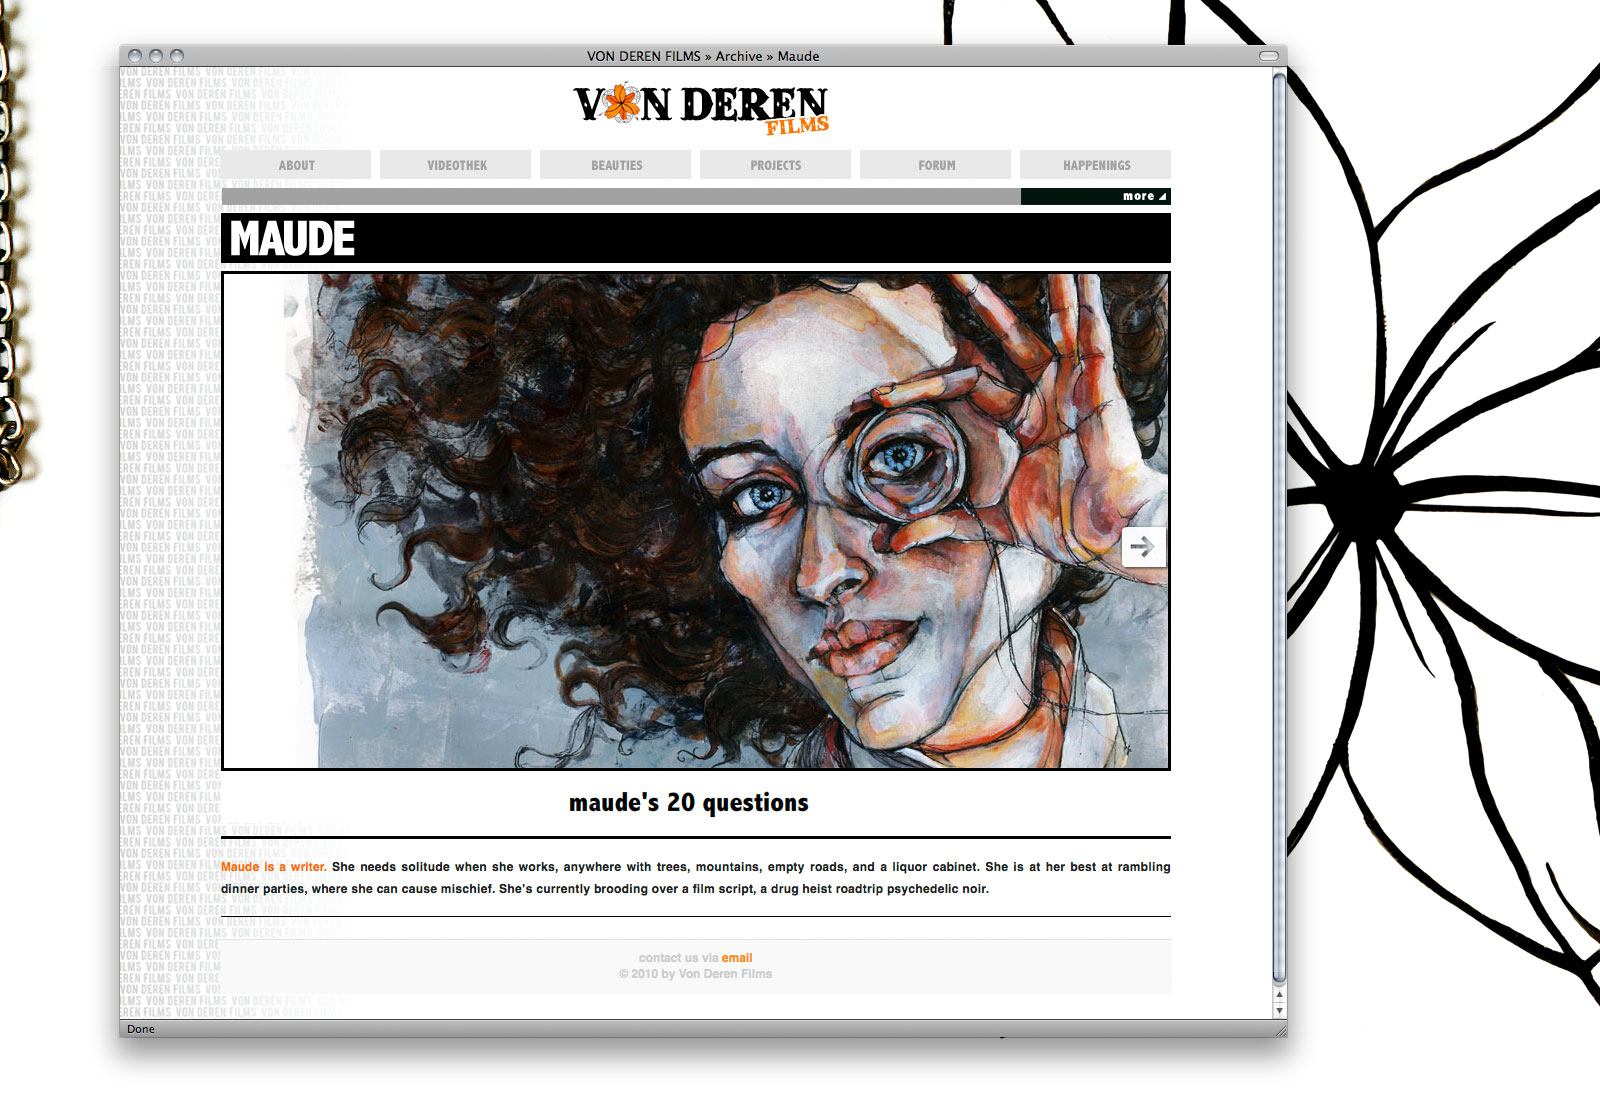 VON DEREN FILMS » Archive » Maude
VON DEREN
FILMS
ABOUT
VIDEOTHEK
BEAUTIES
PROJECTS
FORUM
HAPPENINGS
more
MAUDE
maude's 20 questions
Maude is a writer. She needs solitude when she works, anywhere with trees, mountains, empty roads, and a liquor cabinet. She is at her best at rambling
dinner parties, where she can cause mischief. She's currently brooding over a film script, a drug heist roadtrip psychedelic noir.
contact us via email
© 2010 by Von Deren Films
Done